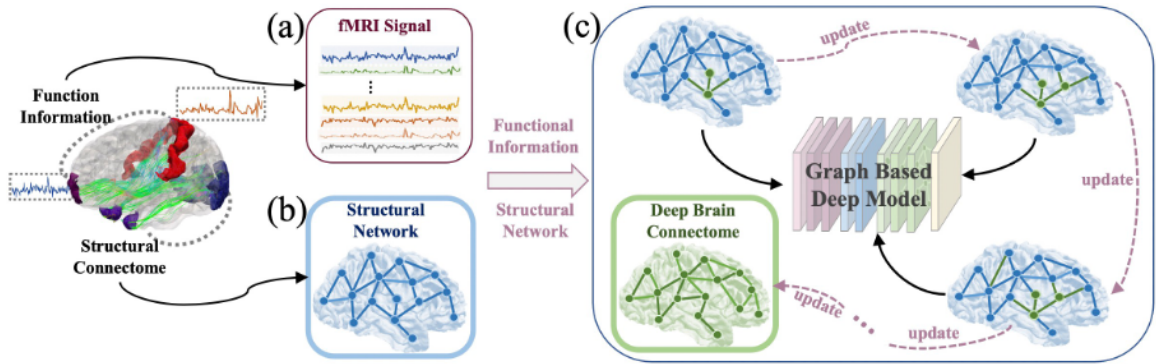 (a)
fMRI Signal
Function
Information
Structural
Connectome
(b)
Structural
Network
Functional
Information
Structural
Network
(c)
update
update
Graph Based
Deep Model
Deep Brain
Connectome
update
update